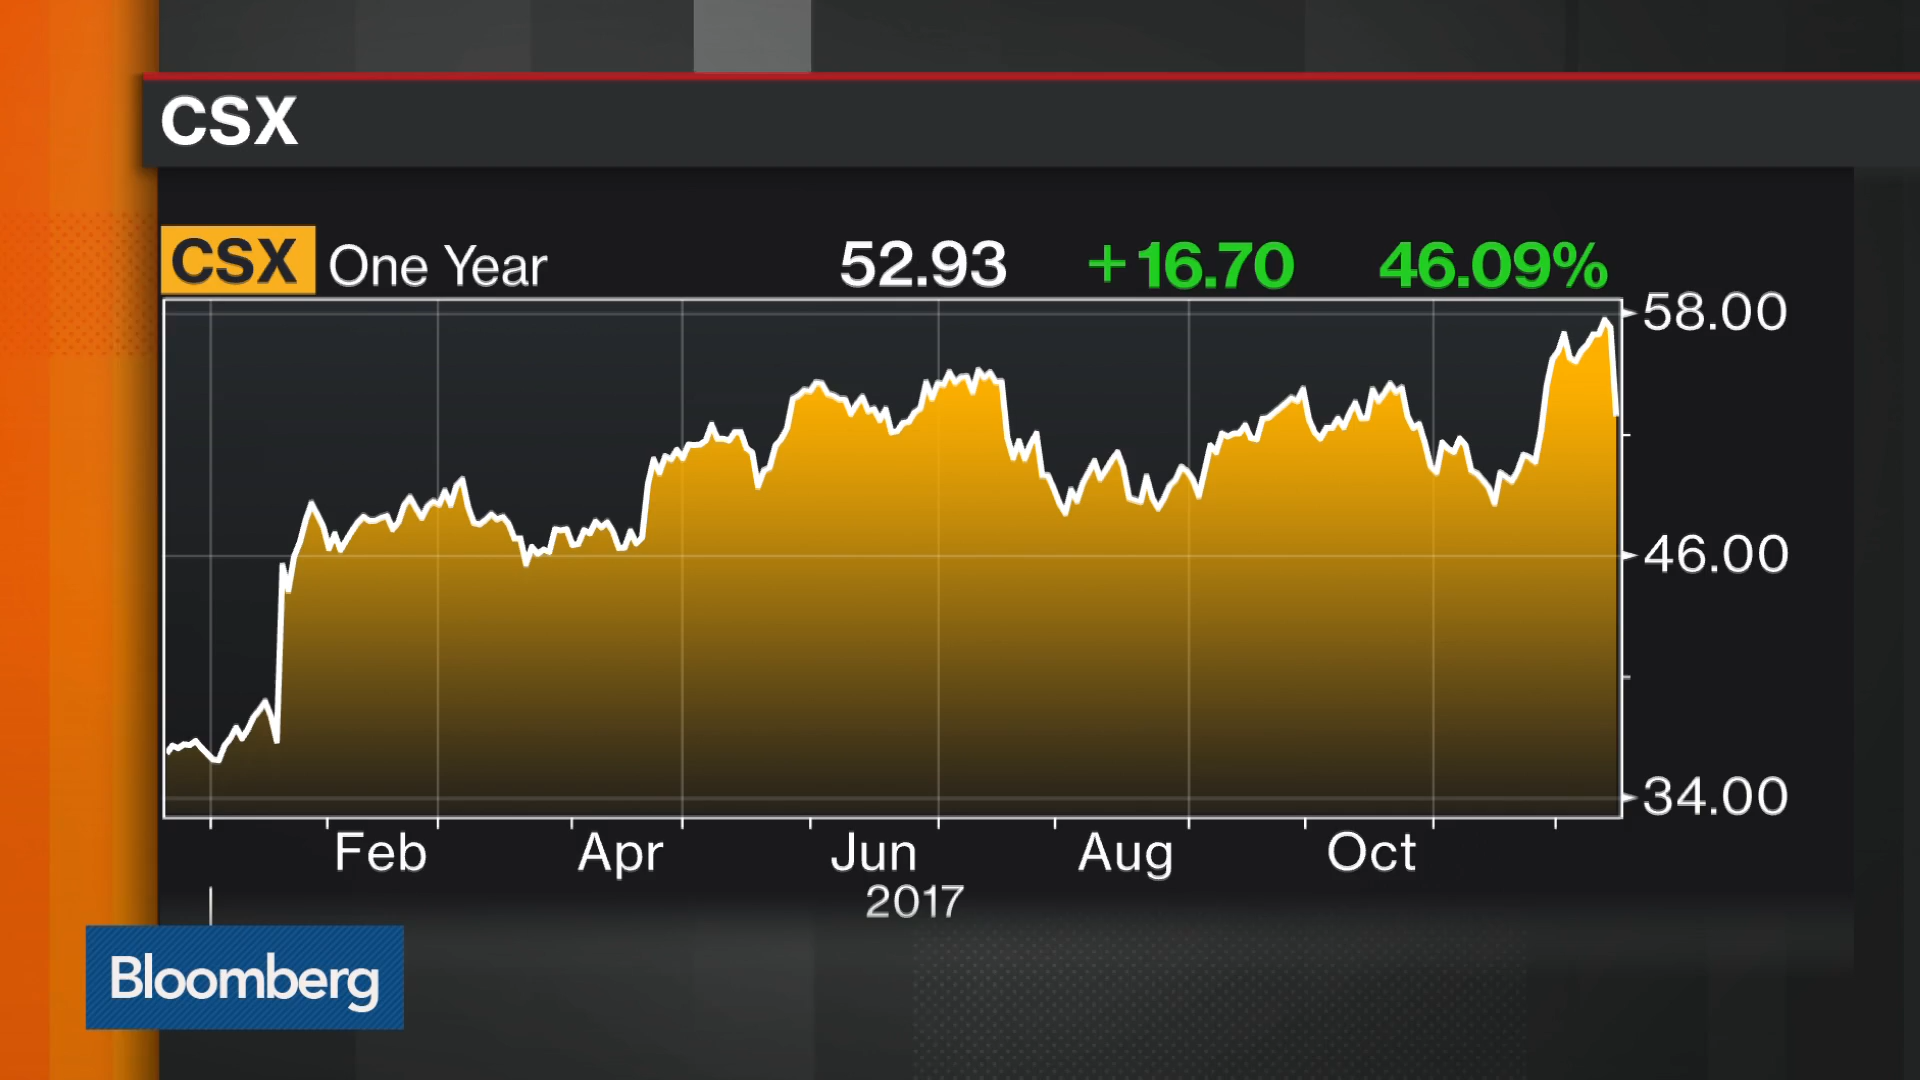 CSX
CSX One Year 52.93 +16.70 46.09%
58.00
46.00
34.00
Feb Apr Jun Aug Oct
2017
Bloomberg